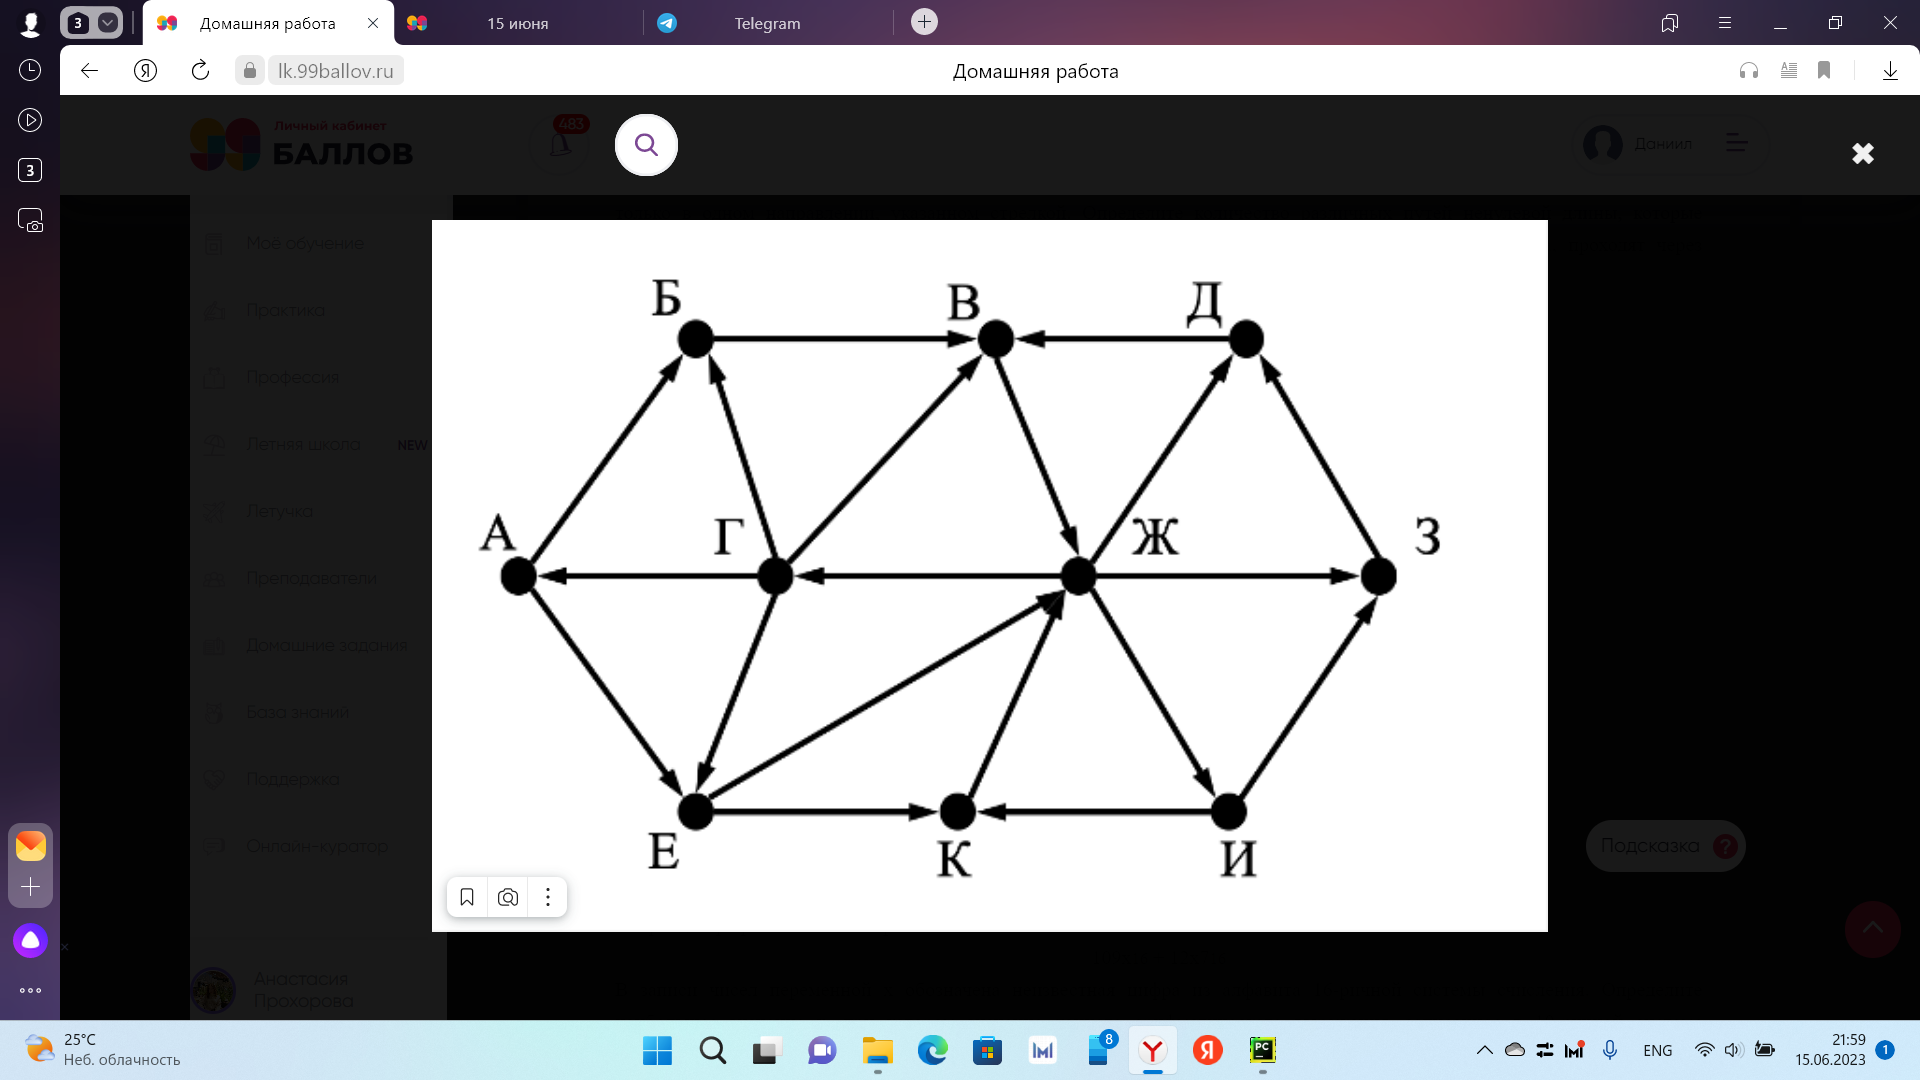 3
Домашняя работа
15 июня
Telegram
lk.99ballov.ru
Домашняя работа
3
Личный кабинет
БАЛЛОВ
483
Даниил
Моё обучение
Практика
Профессия
Летняя школа NEW
Летучка
Преподаватели
Домашние задания
База знаний
Поддержка
Онлайн-куратор
Анастасия
Прохорова
Б
В
Д
А
Г
Ж
З
Е
К
И
Подсказка ?
25°C
Неб. облачность
8
PC
ENG
21:59
15.06.2023
1